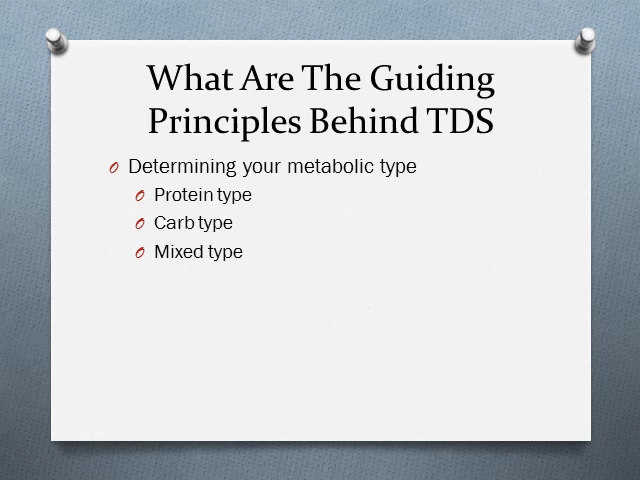 What Are The Guiding
Principles Behind TDS
Determining your metabolic type
Protein type
Carb type
Mixed type